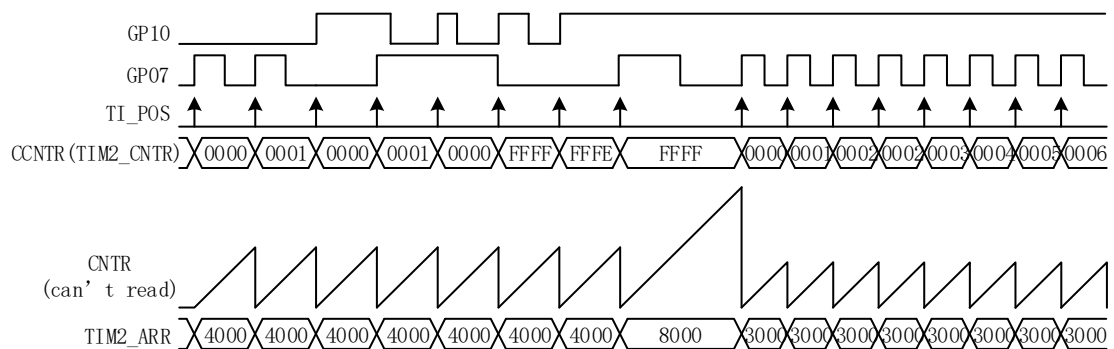 GP10
GP07
TI_POS
CCNTR(TIM2_CNTR) 0000 0001 0000 0001 0000 FFFF FFFE FFFF 0000 0001 0002 0002 0003 0004 0005 0006
CNTR
(can't read)
TIM2_ARR 4000 4000 4000 4000 4000 4000 4000 8000 3000 3000 3000 3000 3000 3000 3000 3000